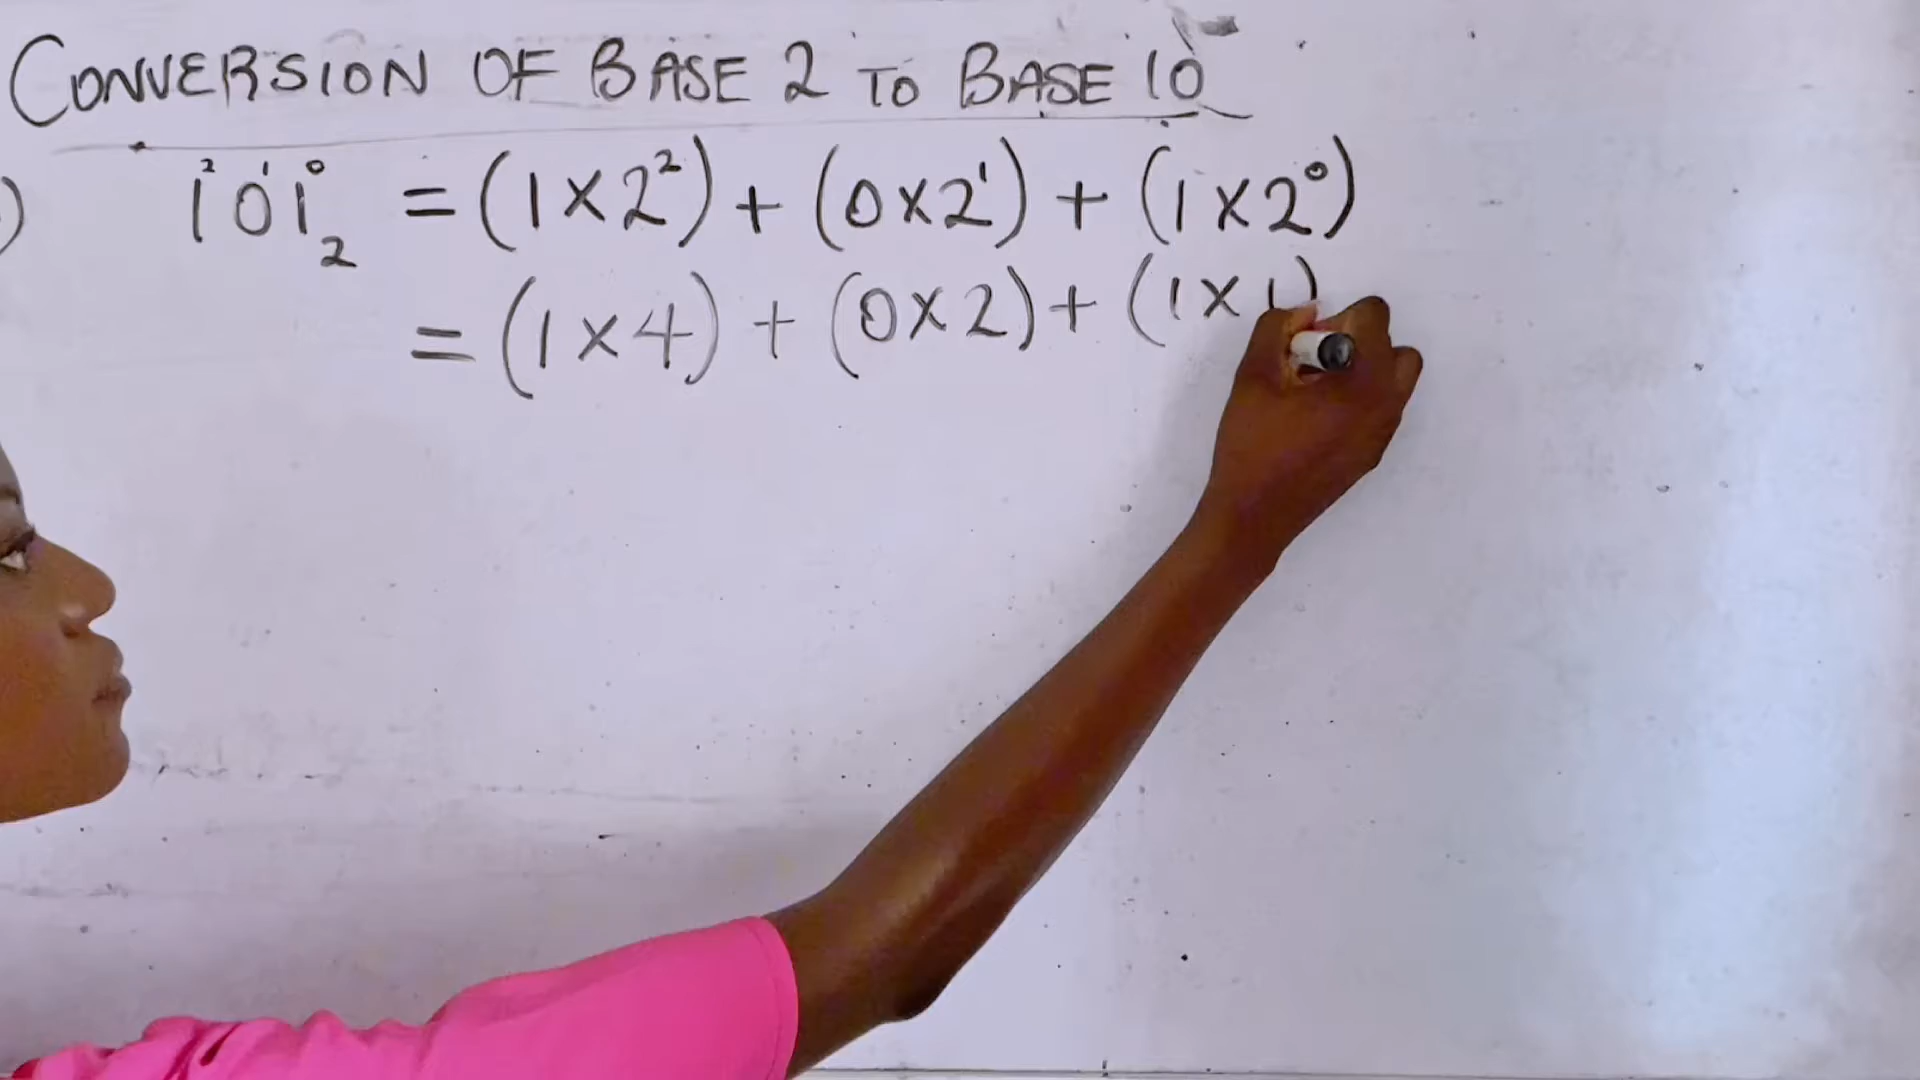 CONVERSION OF BASE 2 TO BASE 10
) 1²0¹1⁰₂ = (1×2²) + (0×2¹) + (1×2⁰)
= (1×4) + (0×2) + (1×1)